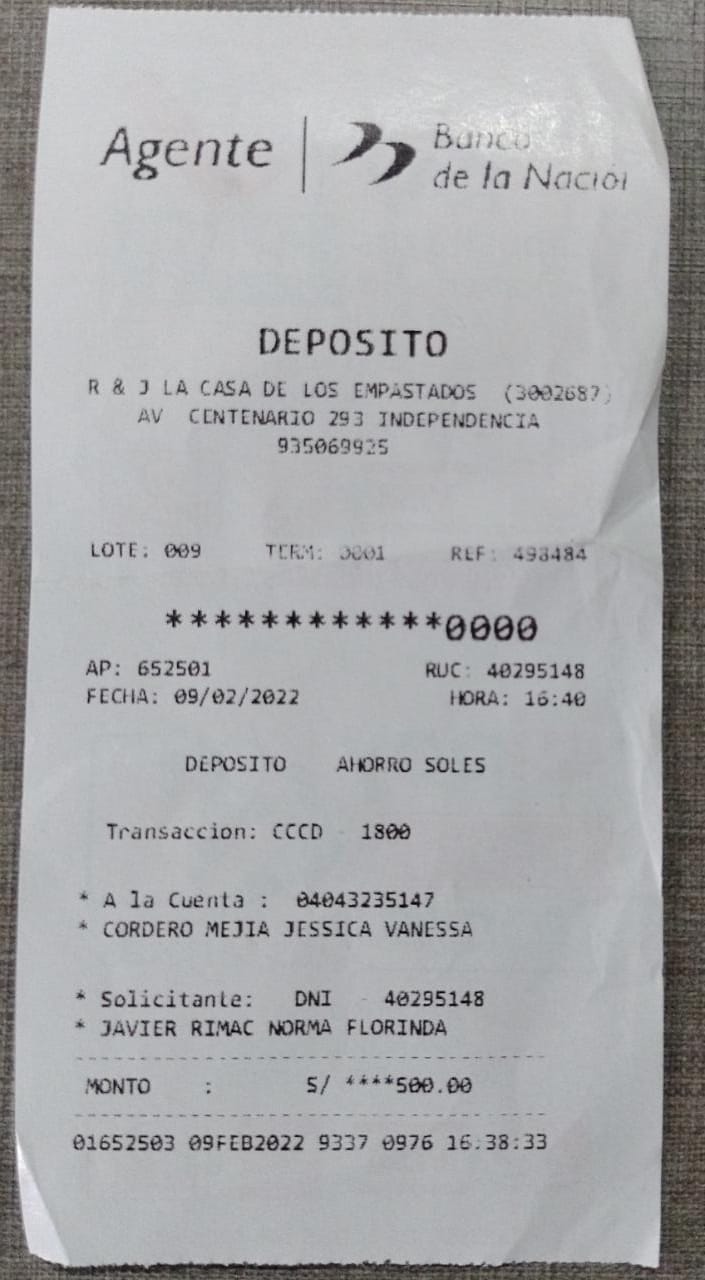 Agente | Banco
de la Nación
DEPOSITO
R & J LA CASA DE LOS EMPASTADOS (3002687)
AV CENTENARIO 293 INDEPENDENCIA
935069925
LOTE: 009 TERM: 0001 REF: 498484
************0000
AP: 652501 RUC: 40295148
FECHA: 09/02/2022 HORA: 16:40
DEPOSITO AHORRO SOLES
Transaccion: CCCD - 1800
* A la Cuenta : 04043235147
* CORDERO MEJIA JESSICA VANESSA
* Solicitante: DNI - 40295148
* JAVIER RIMAC NORMA FLORINDA
MONTO : S/ ****500.00
01652503 09FEB2022 9337 0976 16:38:33